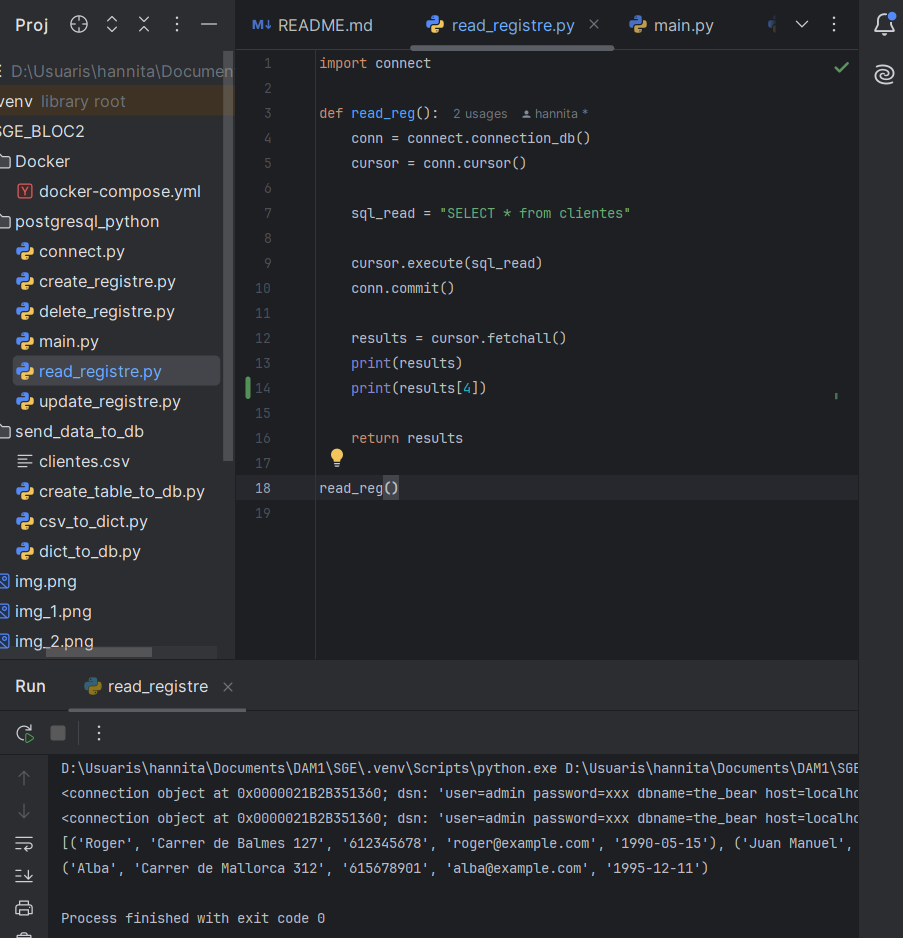 Proj
README.md
read_registre.py
main.py
D:\Usuaris\hannita\Documen
venv library root
SGE_BLOC2
Docker
docker-compose.yml
postgresql_python
connect.py
create_registre.py
delete_registre.py
main.py
read_registre.py
update_registre.py
send_data_to_db
clientes.csv
create_table_to_db.py
csv_to_dict.py
dict_to_db.py
img.png
img_1.png
img_2.png
1 import connect
2
3 def read_reg(): 2 usages hannita *
4 conn = connect.connection_db()
5 cursor = conn.cursor()
6
7 sql_read = "SELECT * from clientes"
8
9 cursor.execute(sql_read)
10 conn.commit()
11
12 results = cursor.fetchall()
13 print(results)
14 print(results[4])
15
16 return results
17
18 read_reg()
19
Run read_registre
D:\Usuaris\hannita\Documents\DAM1\SGE\.venv\Scripts\python.exe D:\Usuaris\hannita\Documents\DAM1\SGE
<connection object at 0x0000021B2B351360; dsn: 'user=admin password=xxx dbname=the_bear host=localho
<connection object at 0x0000021B2B351360; dsn: 'user=admin password=xxx dbname=the_bear host=localho
[('Roger', 'Carrer de Balmes 127', '612345678', 'roger@example.com', '1990-05-15'), ('Juan Manuel',
('Alba', 'Carrer de Mallorca 312', '615678901', 'alba@example.com', '1995-12-11')
Process finished with exit code 0